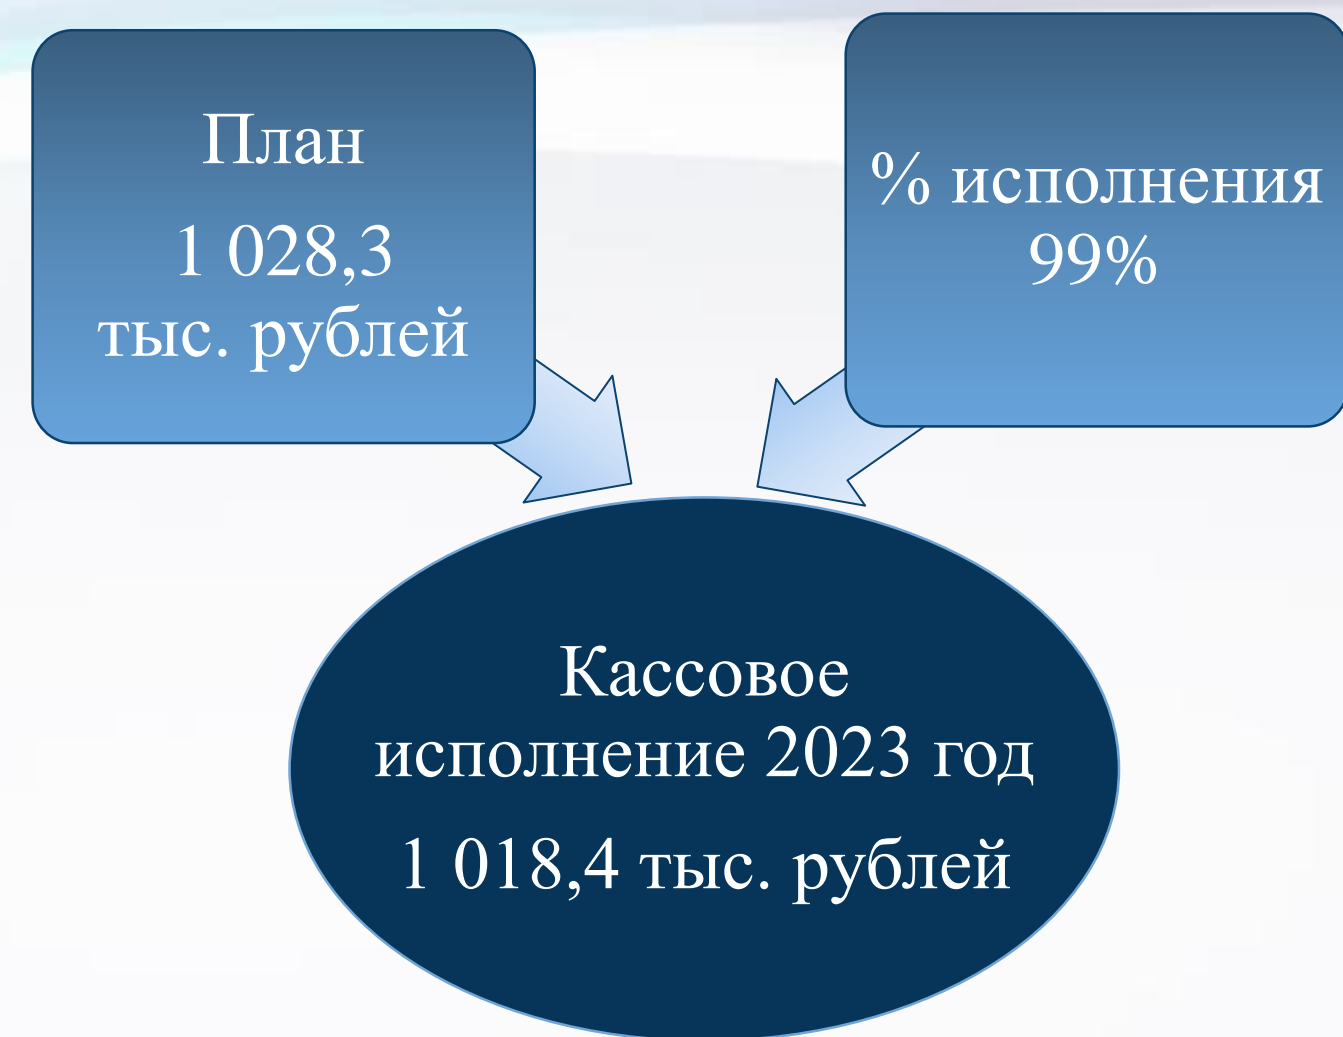 План
1 028,3
тыс. рублей
% исполнения
99%
Кассовое
исполнение 2023 год
1 018,4 тыс. рублей